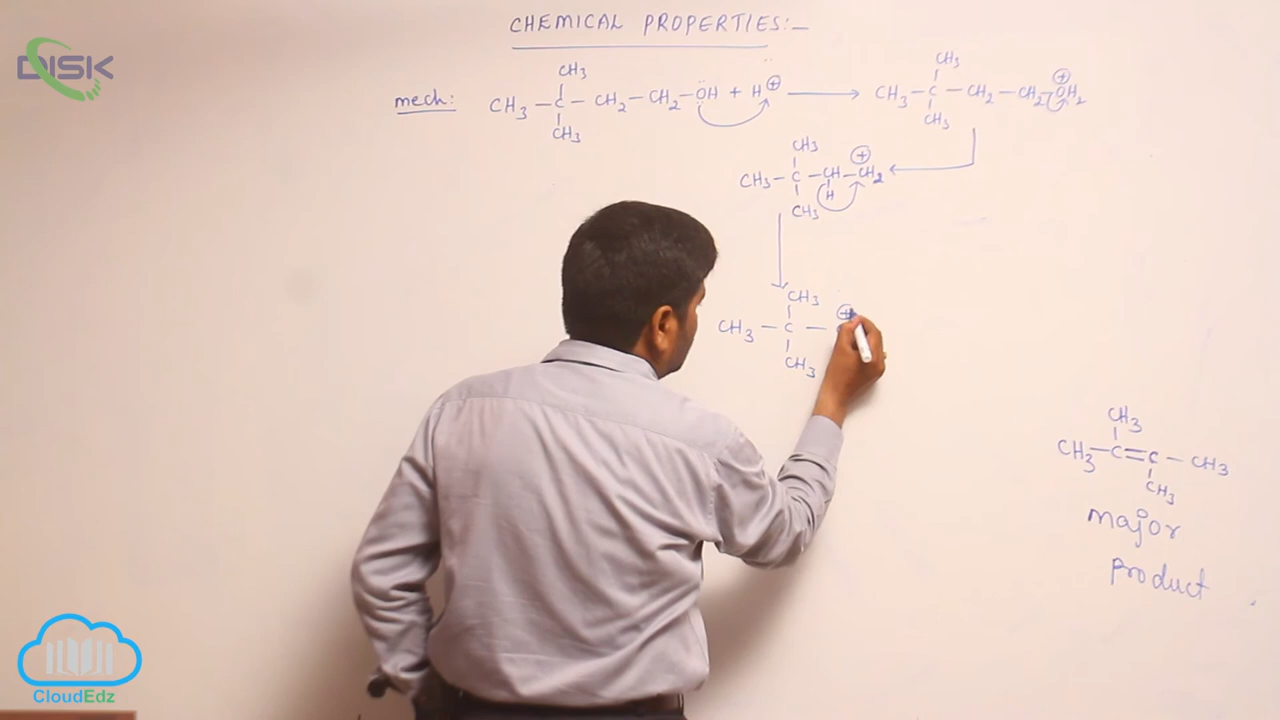 CHEMICAL PROPERTIES:-
DISK
CH3
mech: CH3 - C - CH2 - CH2 - ÖH + H⊕ → CH3 - C - CH2 - CH2 - OH2
CH3
CH3
⊕
CH3
CH3
CH3 - C - CH - CH2
⊕
CH3
H
CH3
CH3 - C -
⊕
CH3
CH3
CH3 - C = C - CH3
CH3
major
product
CloudEdz